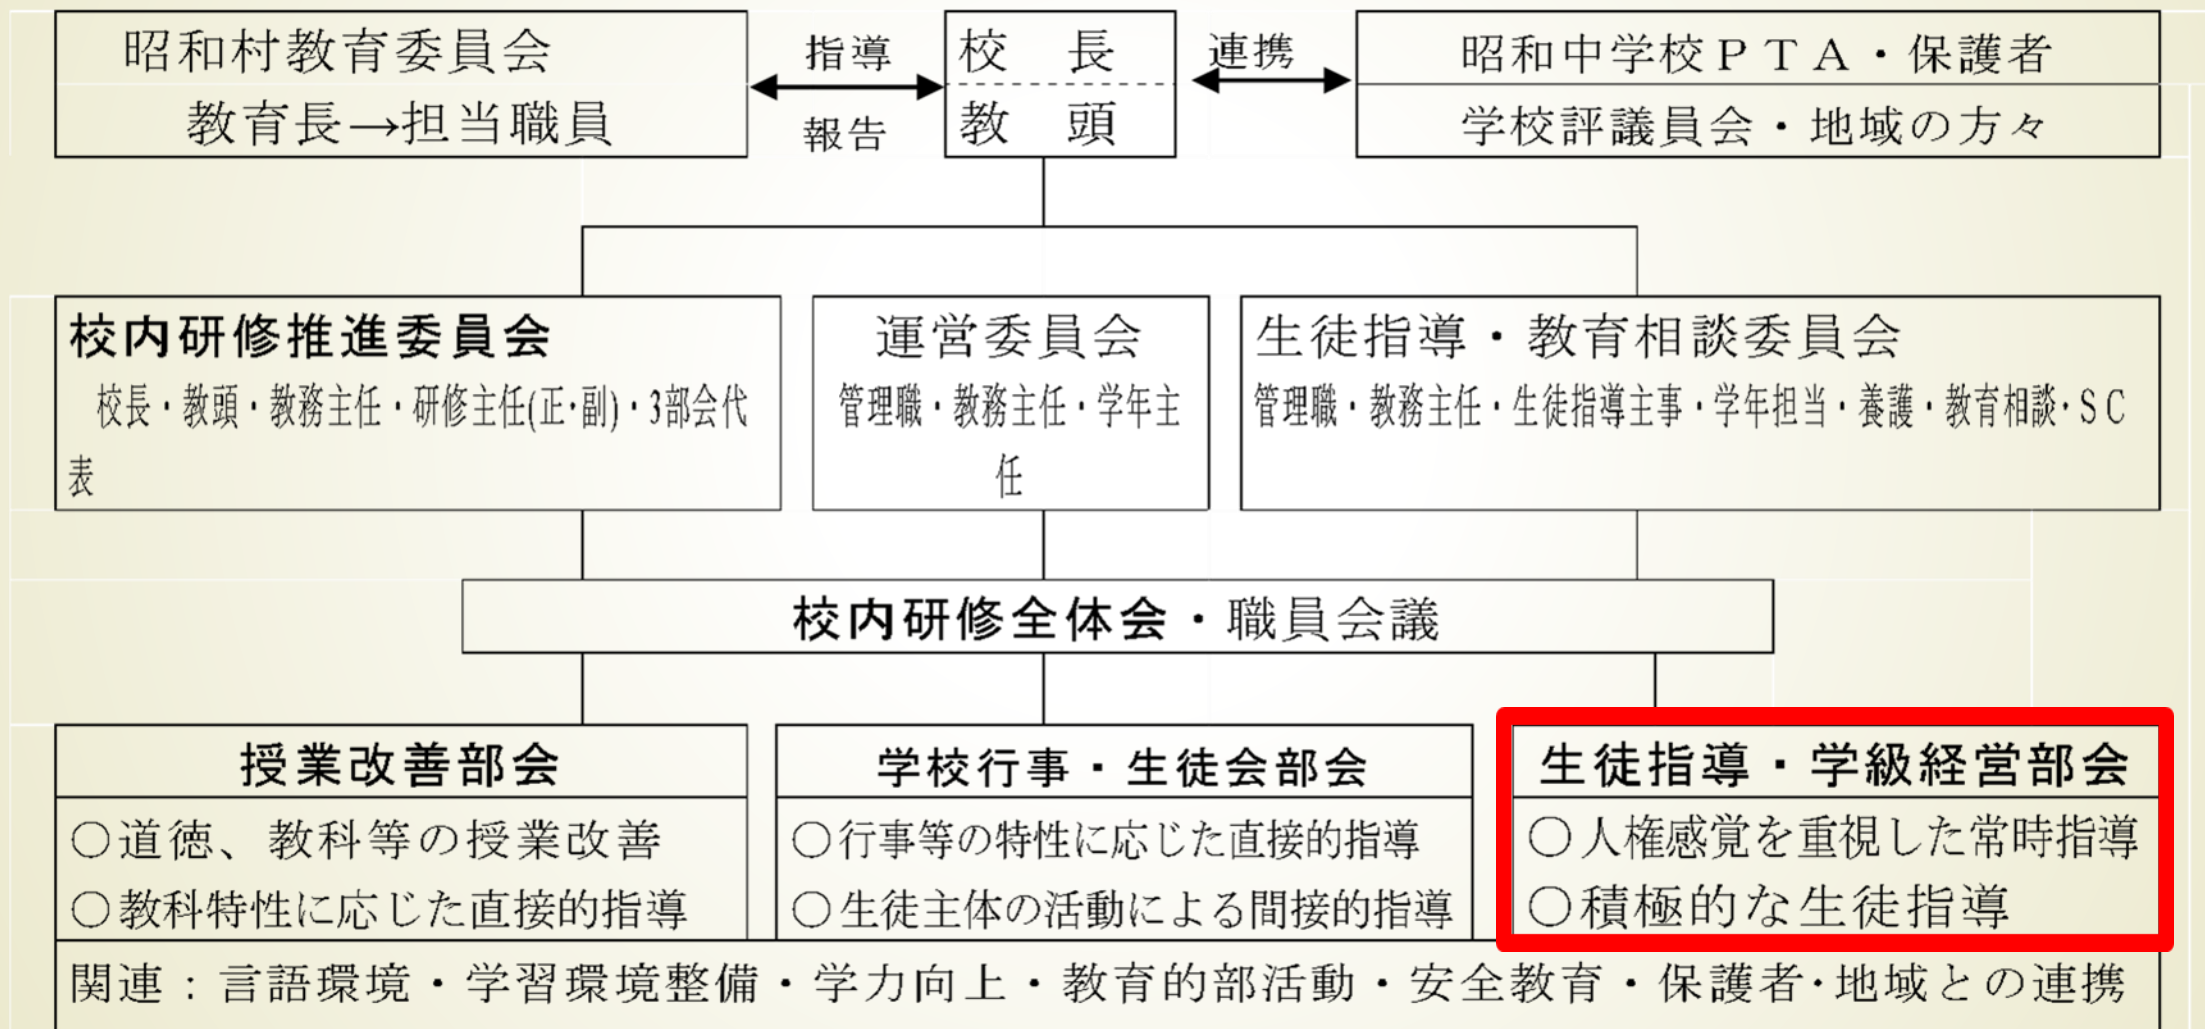 昭和村教育委員会
教育長→担当職員
指導
報告
校　長
教　頭
連携
昭和中学校ＰＴＡ・保護者
学校評議員会・地域の方々
校内研修推進委員会
校長・教頭・教務主任・研修主任(正・副)・3部会代
表
運営委員会
管理職・教務主任・学年主
任
生徒指導・教育相談委員会
管理職・教務主任・生徒指導主事・学年担当・養護・教育相談・ＳＣ
校内研修全体会・職員会議
授業改善部会
○道徳、教科等の授業改善
○教科特性に応じた直接的指導
学校行事・生徒会部会
○行事等の特性に応じた直接的指導
○生徒主体の活動による間接的指導
生徒指導・学級経営部会
○人権感覚を重視した常時指導
○積極的な生徒指導
関連：言語環境・学習環境整備・学力向上・教育的部活動・安全教育・保護者・地域との連携